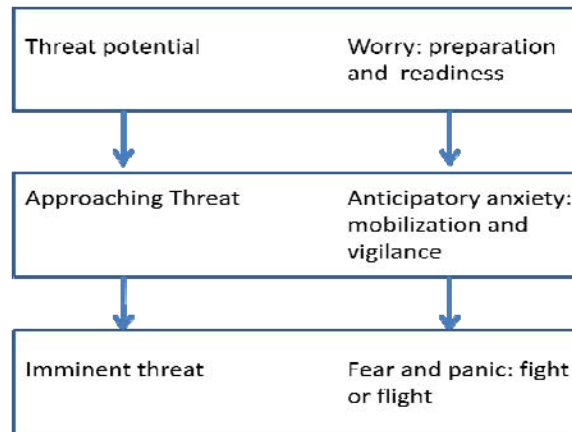 Threat potential
Worry: preparation
and readiness
Approaching Threat
Anticipatory anxiety:
mobilization and
vigilance
Imminent threat
Fear and panic: fight
or flight